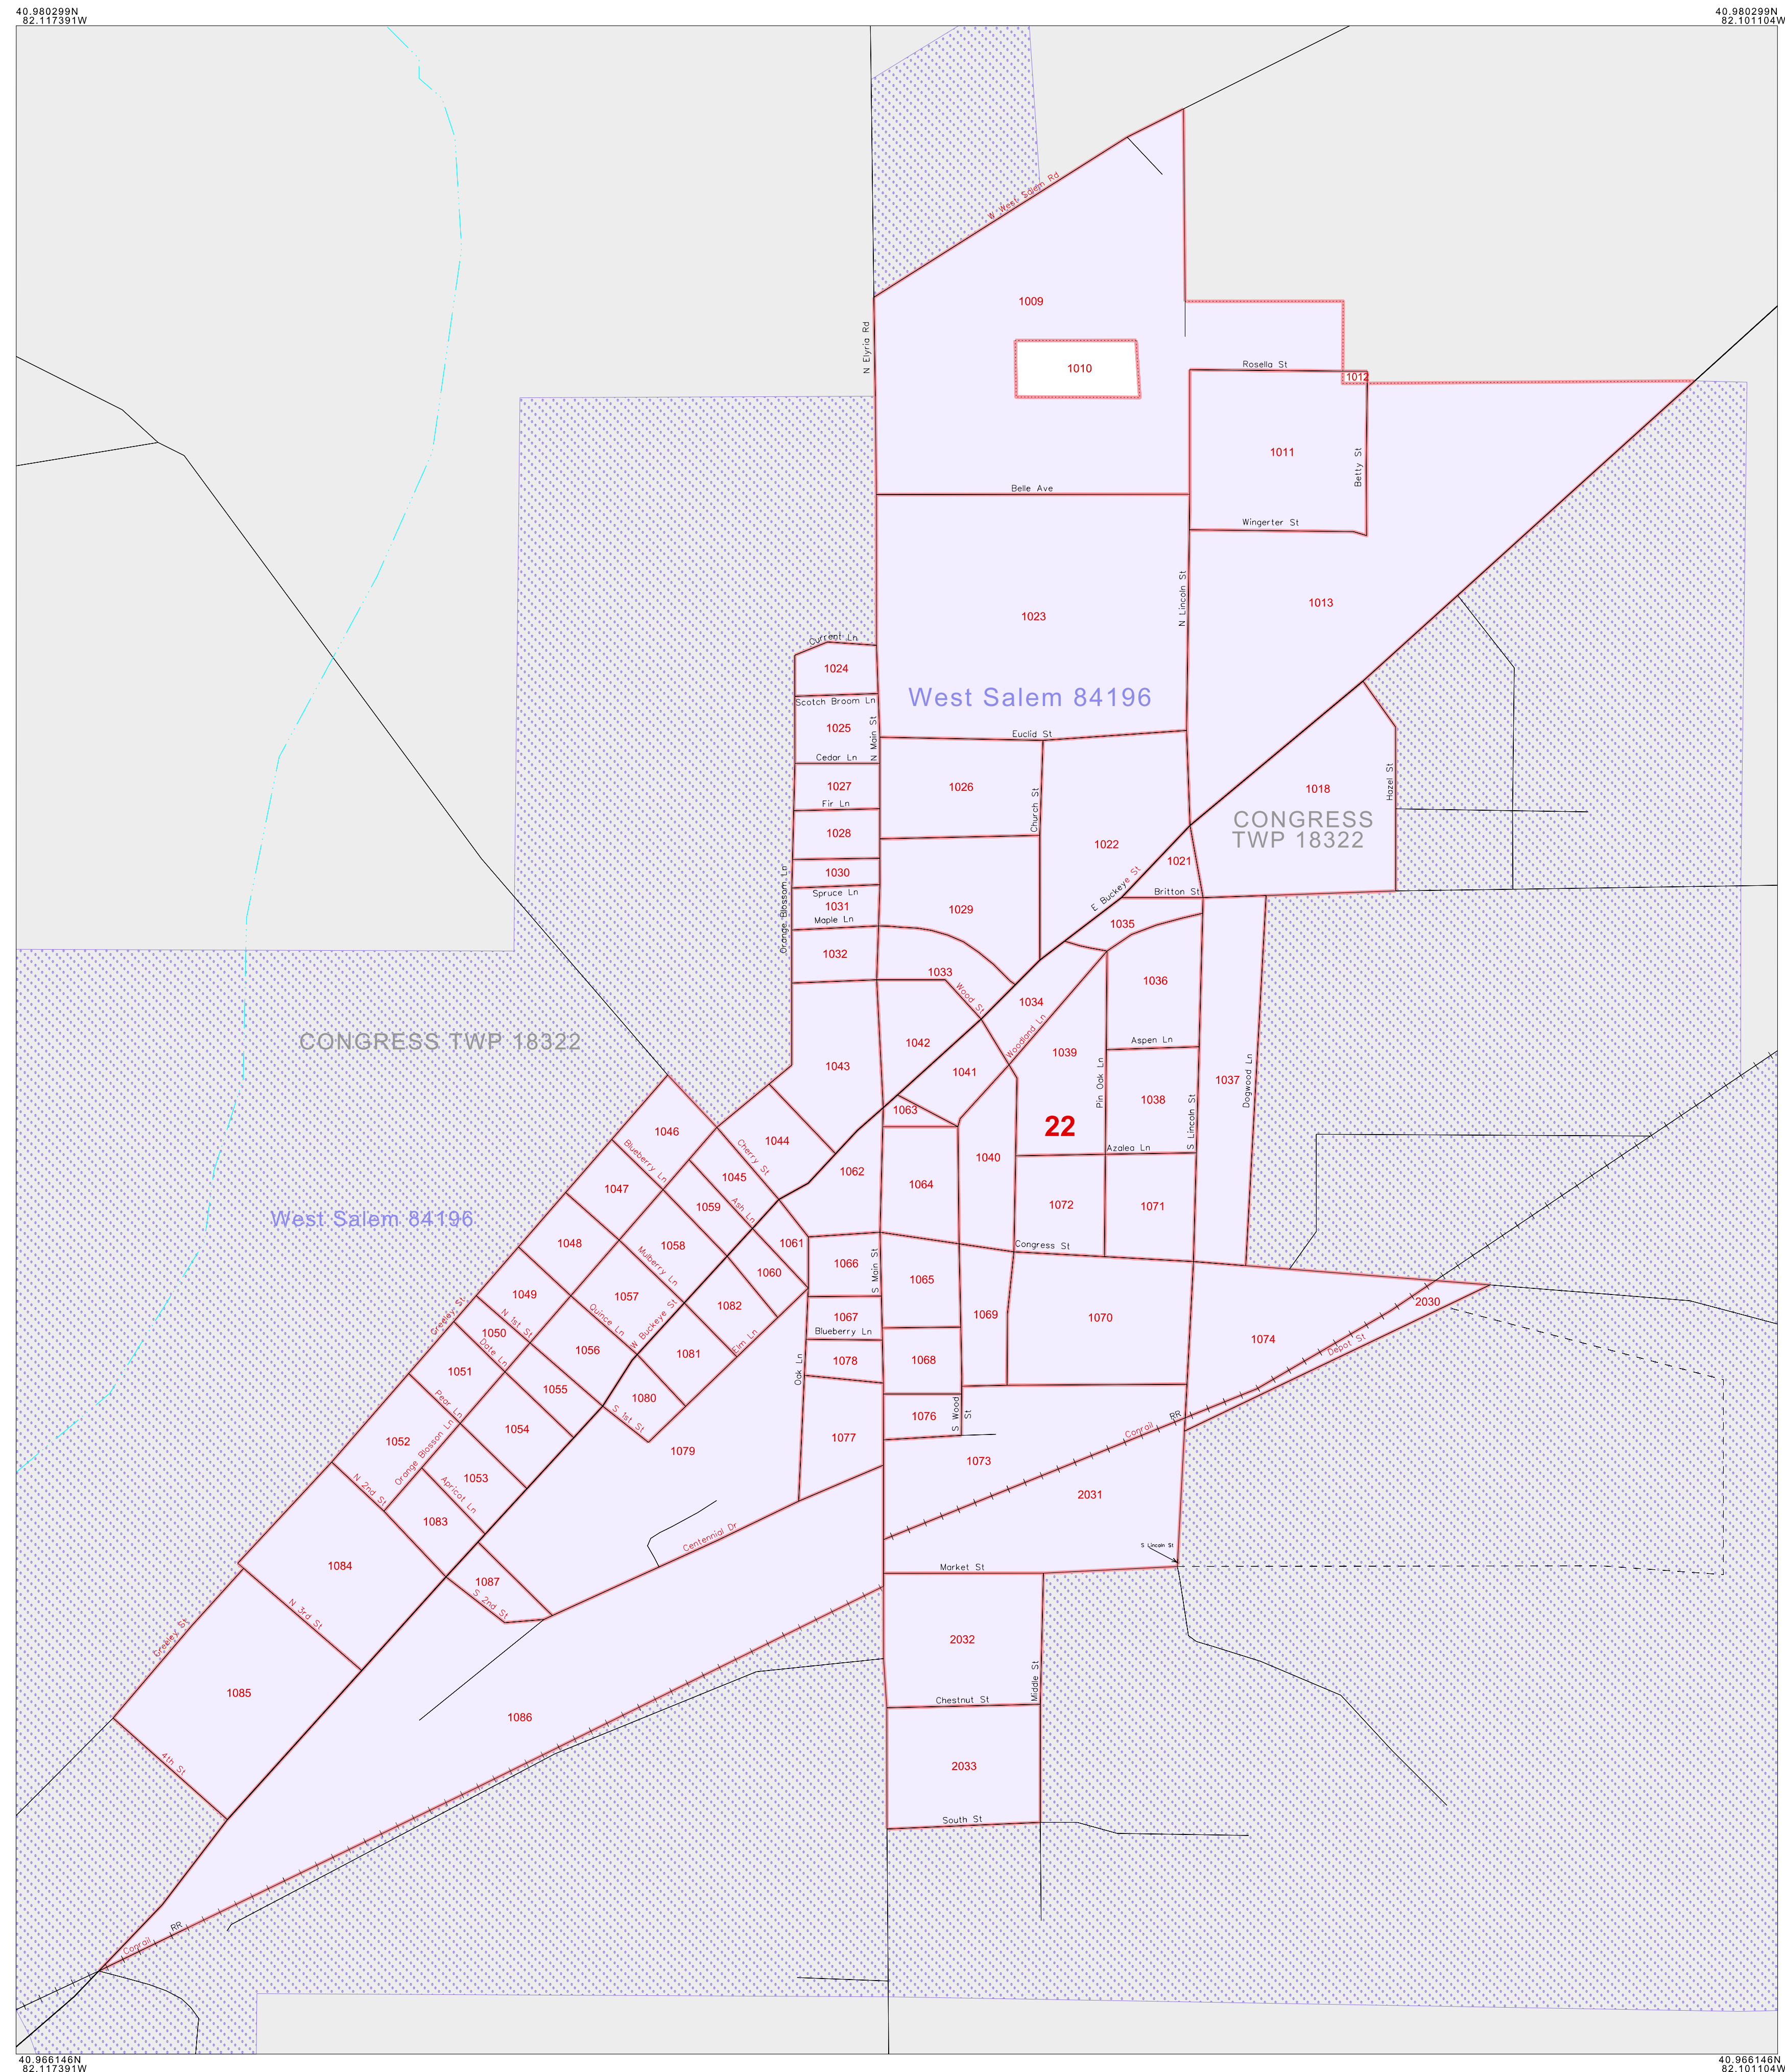 40.980299N
82.117391W
40.980299N
82.101104W
W West Salem Rd
1009
N Elyria Rd
1010
Rosella St
1012
1011
Betty St
Belle Ave
Wingerter St
N Lincoln St
1013
1023
Current Ln
1024
Scotch Broom Ln
West Salem 84196
1025
N Main St
Euclid St
Cedar Ln
1027
1026
Church St
1018
Hazel St
Fir Ln
CONGRESS
TWP 18322
1028
1022
1021
1030
E Buckeye St
Britton St
Spruce Ln
1031
1029
Orange Blossom Ln
Maple Ln
1035
1032
1033
1036
Wood St
1034
Woodland Ln
CONGRESS TWP 18322
1042
1039
Aspen Ln
1043
1041
1037
Dogwood Ln
Pin Oak Ln
1038
1063
22
S Lincoln St
1046
1044
Cherry St
Blueberry Ln
Azalea Ln
1040
1045
1062
1064
1047
1059
Ash Ln
1072
1071
West Salem 84196
1048
1058
1061
Congress St
Mulberry Ln
1066
S Main St
1060
1065
1049
1057
1082
1067
1069
1070
2030
Greeley St
N 1st St
Quince Ln
W Buckeye St
Elm Ln
Blueberry Ln
1074
Depot St
1050
Date Ln
1056
1081
1078
1068
1051
1055
1080
Oak Ln
Pear Ln
S 1st St
1076
S Wood
St
1052
Orange Blosson Ln
1054
1079
1077
Conrail
RR
1073
N 2nd St
1053
Apricot Ln
2031
1083
Centennial Dr
S Lincoln St
1084
1087
Market St
S 2nd St
N 3rd St
Greeley St
2032
1085
Middle St
Chestnut St
1086
4th St
2033
South St
Conrail
RR
40.966146N
82.117391W
40.966146N
82.101104W